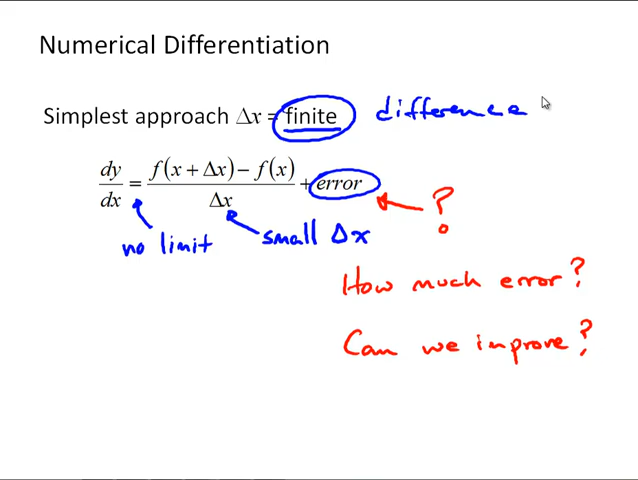 Numerical Differentiation
Simplest approach Δx = finite difference
dy/dx = f(x + Δx) − f(x) / Δx + error
?
no limit small Δx
How much error?
Can we improve?